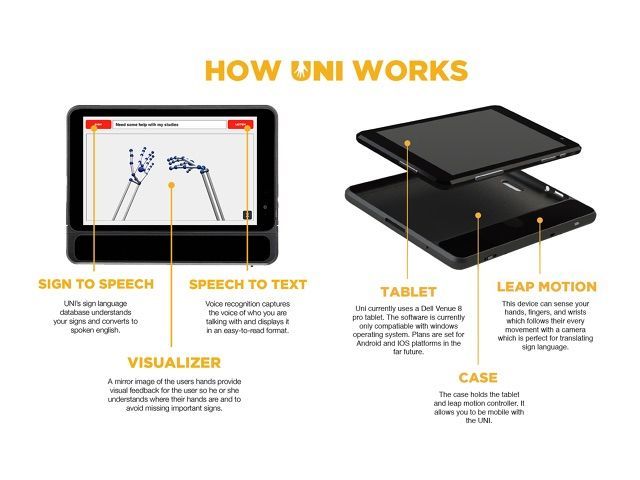 HOW UNI WORKS
SIGN
Need some help with my studies
LISTEN
SIGN TO SPEECH
UNI's sign language
database understands
your signs and converts to
spoken english.
SPEECH TO TEXT
Voice recognition captures
the voice of who you are
talking with and displays it
in an easy-to-read format.
VISUALIZER
A mirror image of the users hands provide
visual feedback for the user so he or she
understands where their hands are and to
avoid missing important signs.
TABLET
Uni currently uses a Dell Venue 8
pro tablet. The software is currently
only compatiable with windows
operating system. Plans are set for
Android and IOS platforms in the
far future.
LEAP MOTION
This device can sense your
hands, fingers, and wrists
which follows their every
movement with a camera
which is perfect for translating
sign language.
CASE
The case holds the tablet
and leap motion controller. It
allows you to be mobile with
the UNI.